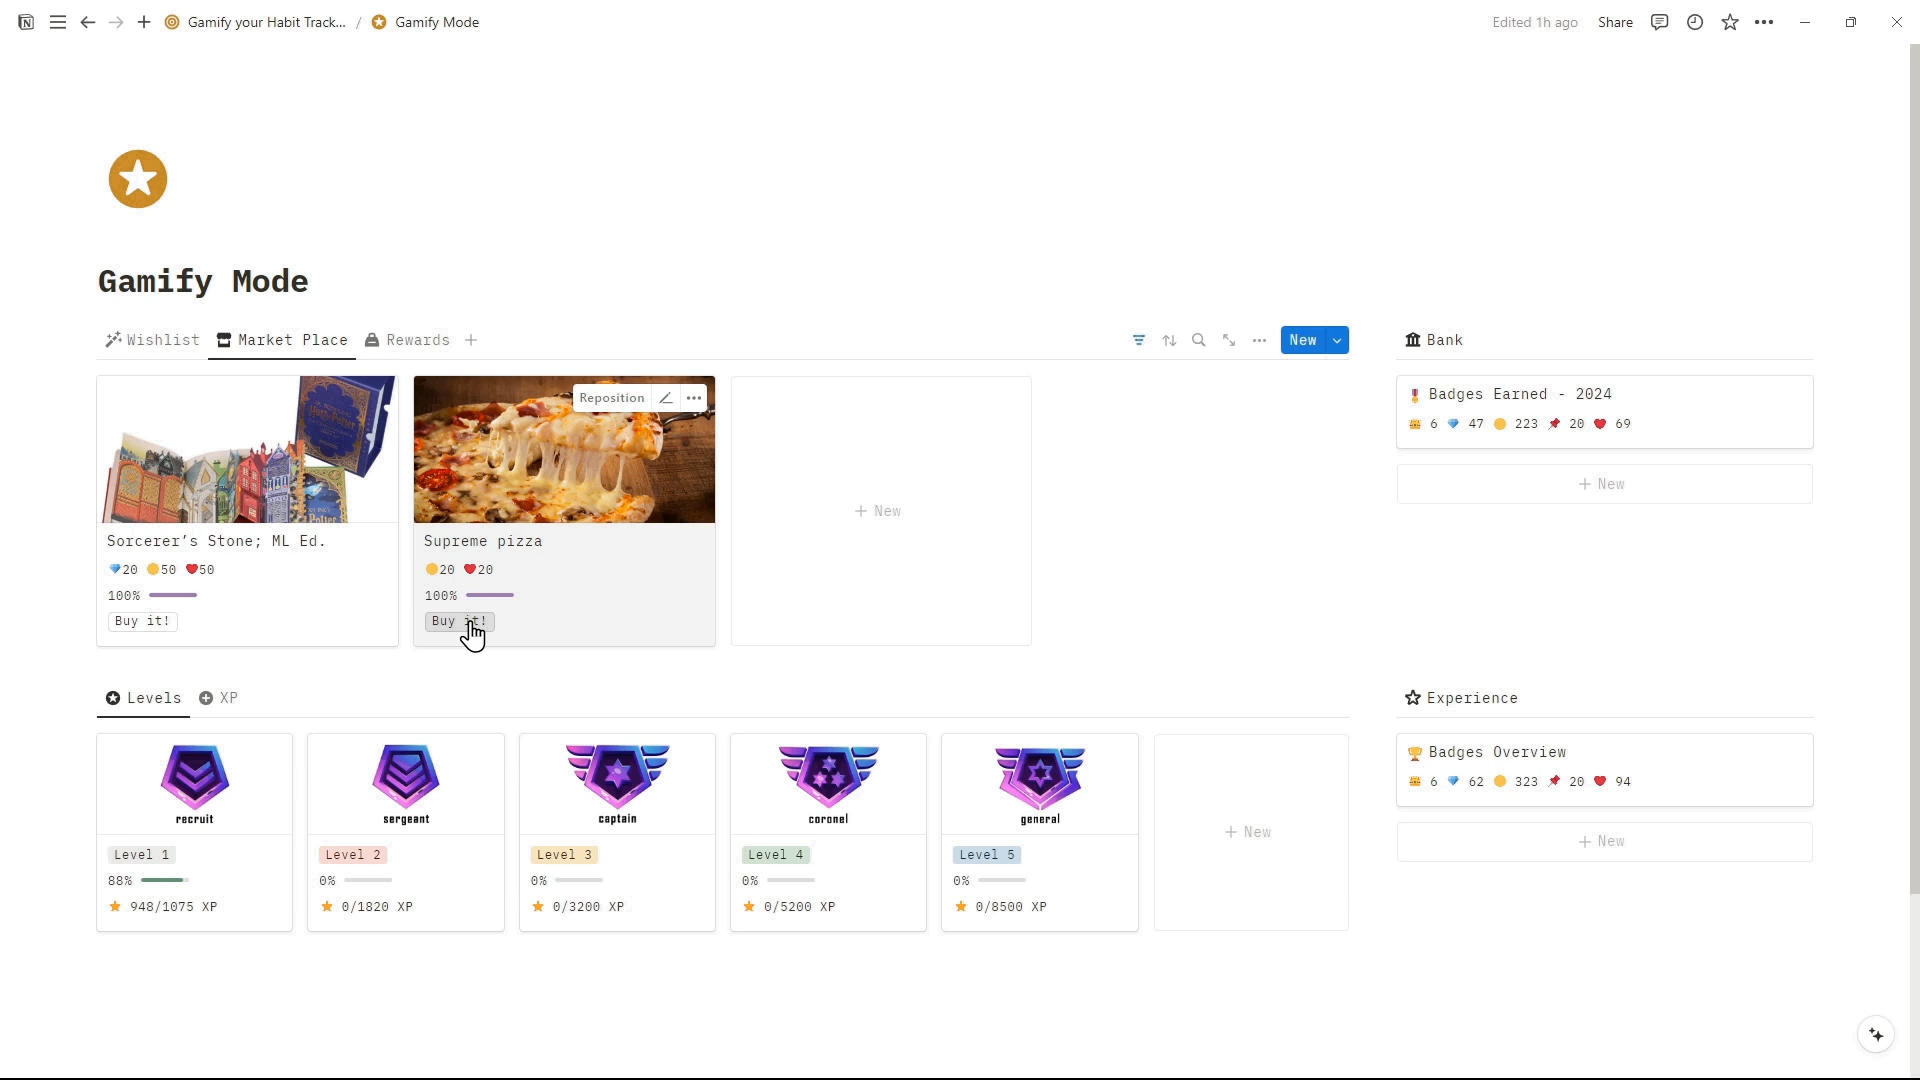 Gamify your Habit Track... / Gamify Mode
Edited 1h ago Share
Gamify Mode
Wishlist Market Place Rewards
New
Bank
Reposition
Harry Potter
Potter
Sorcerer’s Stone; ML Ed.
20 50 50
100%
Buy it!
Supreme pizza
20 20
100%
Buy it!
+ New
Badges Earned - 2024
6 47 223 20 69
+ New
Levels XP
Experience
recruit
Level 1
88%
948/1075 XP
sergeant
Level 2
0%
0/1820 XP
captain
Level 3
0%
0/3200 XP
coronel
Level 4
0%
0/5200 XP
general
Level 5
0%
0/8500 XP
+ New
Badges Overview
6 62 323 20 94
+ New